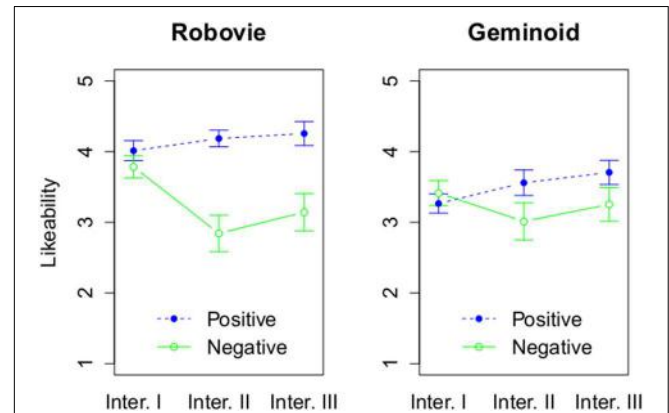 Robovie
Geminoid
Likeability
5
4
3
2
1
Positive
Negative
Inter. I Inter. II Inter. III
5
4
3
2
1
Positive
Negative
Inter. I Inter. II Inter. III